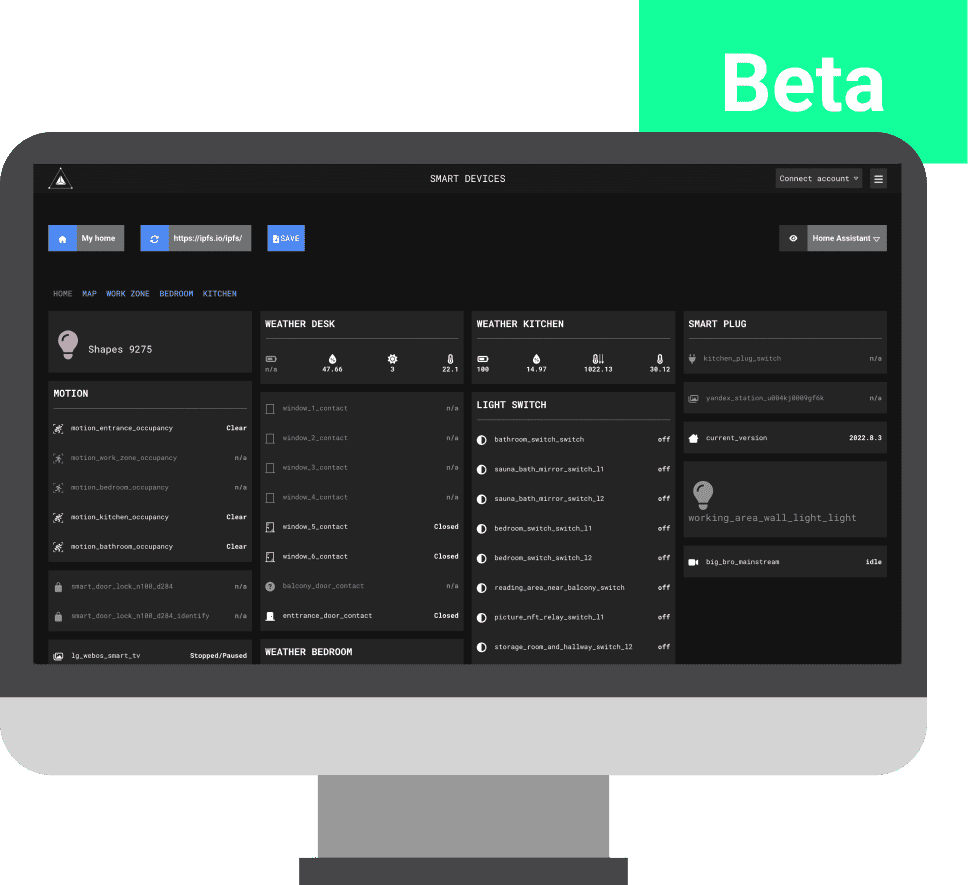 Beta
SMART DEVICES
Connect account
My home
https://ipfs.io/ipfs/
SAVE
Home Assistant
HOME MAP WORK ZONE BEDROOM KITCHEN
Shapes 9275
MOTION
motion_entrance_occupancy Clear
motion_work_zone_occupancy n/a
motion_bedroom_occupancy n/a
motion_kitchen_occupancy Clear
motion_bathroom_occupancy Clear
smart_door_lock_n100_d284 n/a
smart_door_lock_n100_d284_identify n/a
lg_webos_smart_tv Stopped/Paused
WEATHER DESK
n/a 47.66 3 22.1
window_1_contact n/a
window_2_contact n/a
window_3_contact n/a
window_4_contact n/a
window_5_contact Closed
window_6_contact Closed
balcony_door_contact n/a
enttrance_door_contact Closed
WEATHER BEDROOM
WEATHER KITCHEN
100 14.97 1022.13 30.12
LIGHT SWITCH
bathroom_switch_switch off
sauna_bath_mirror_switch_l1 off
sauna_bath_mirror_switch_l2 off
bedroom_switch_switch_l1 off
bedroom_switch_switch_l2 off
reading_area_near_balcony_switch off
picture_nft_relay_switch_l1 off
storage_room_and_hallway_switch_l2 off
SMART PLUG
kitchen_plug_switch n/a
yandex_station_u004kj0009gf6k n/a
current_version 2022.8.3
working_area_wall_light_light
big_bro_mainstream idle